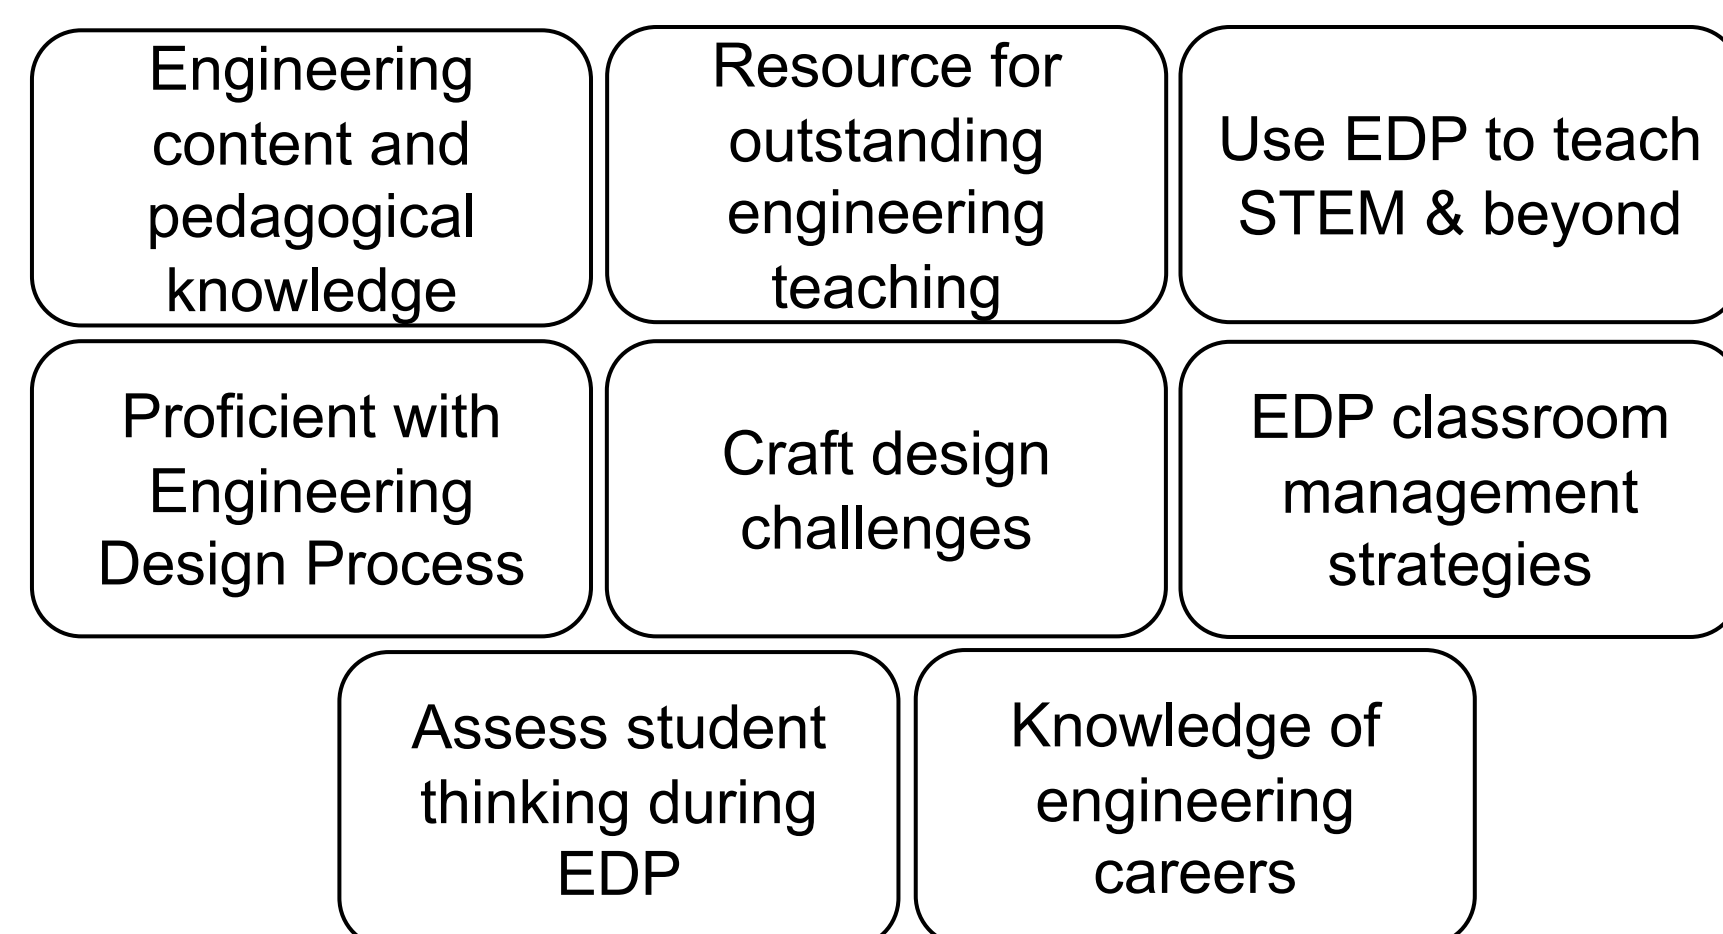 Engineering
content and
pedagogical
knowledge
Resource for
outstanding
engineering
teaching
Use EDP to teach
STEM & beyond
Proficient with
Engineering
Design Process
Craft design
challenges
EDP classroom
management
strategies
Assess student
thinking during
EDP
Knowledge of
engineering
careers